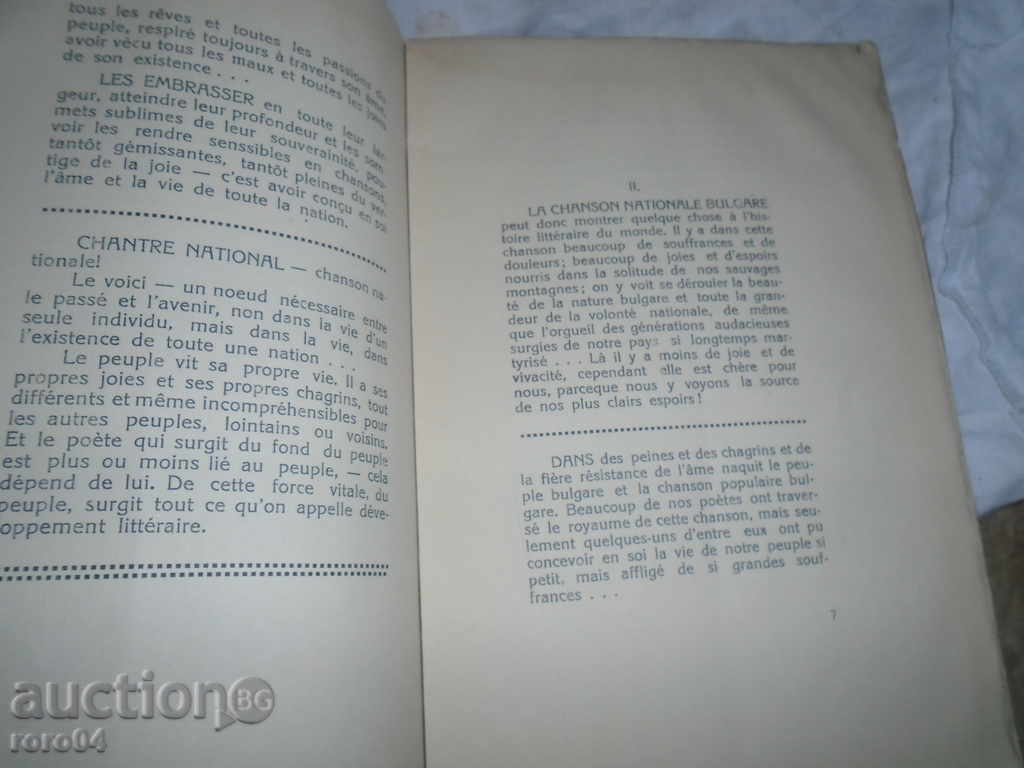 tous les rêves et toutes les passions du
peuple, respiré toujours à travers son âme,
avoir vécu tous les maux et toutes les joies
de son existence . . .
LES EMBRASSER en toute leur lar-
geur, atteindre leur profondeur et les som-
mets sublimes de leur souveraineté, pou-
voir les rendre senssibles en chansons,
tantôt gémissantes, tantôt pleines du ver-
tige de la joie — c'est avoir conçu en soi
l'âme et la vie de toute la nation.
CHANTRE NATIONAL — chanson na-
tionale!
Le voici — un noeud nécessaire entre
le passé et l'avenir, non dans la vie d'un
seule individu, mais dans la vie, dans
l'existence de toute une nation . . .
Le peuple vit sa propre vie. Il a ses
propres joies et ses propres chagrins, tout
différents et même incompréhensibles pour
les autres peuples, lointains ou voisins.
Et le poète qui surgit du fond du peuple
est plus ou moins lié au peuple, — cela
dépend de lui. De cette force vitale, du
peuple, surgit tout ce qu'on appelle déve-
loppement littéraire.
II.
LA CHANSON NATIONALE BULGARE
peut donc montrer quelque chose à l'his-
toire littéraire du monde. Il y a dans cette
chanson beaucoup de souffrances et de
douleurs; beaucoup de joies et d'espoirs
nourris dans la solitude de nos sauvages
montagnes; on y voit se dérouier la beau-
té de la nature bulgare et toute la gran-
deur de la volonté nationale, de même
que l'orgueil des générations audacieuses
surgies de notre pays si longtemps mar-
tyrisé . . . Là il y a moins de joie et de
vivacité, cependant elle est chère pour
nous, parceque nous y voyons la source
de nos plus clairs espoirs!
DANS des peines et des chagrins et de
la fière résistance de l'âme naquit le peu-
ple bulgare et la chanson populaire bul-
gare. Beaucoup de nos poètes ont traver-
sé le royaume de cette chanson, mais seu-
lement quelques-uns d'entre eux ont pu
concevoir en soi la vie de notre peuple si
petit, mais affligé de si grandes souf-
frances . . .
7
auction BG
roro04